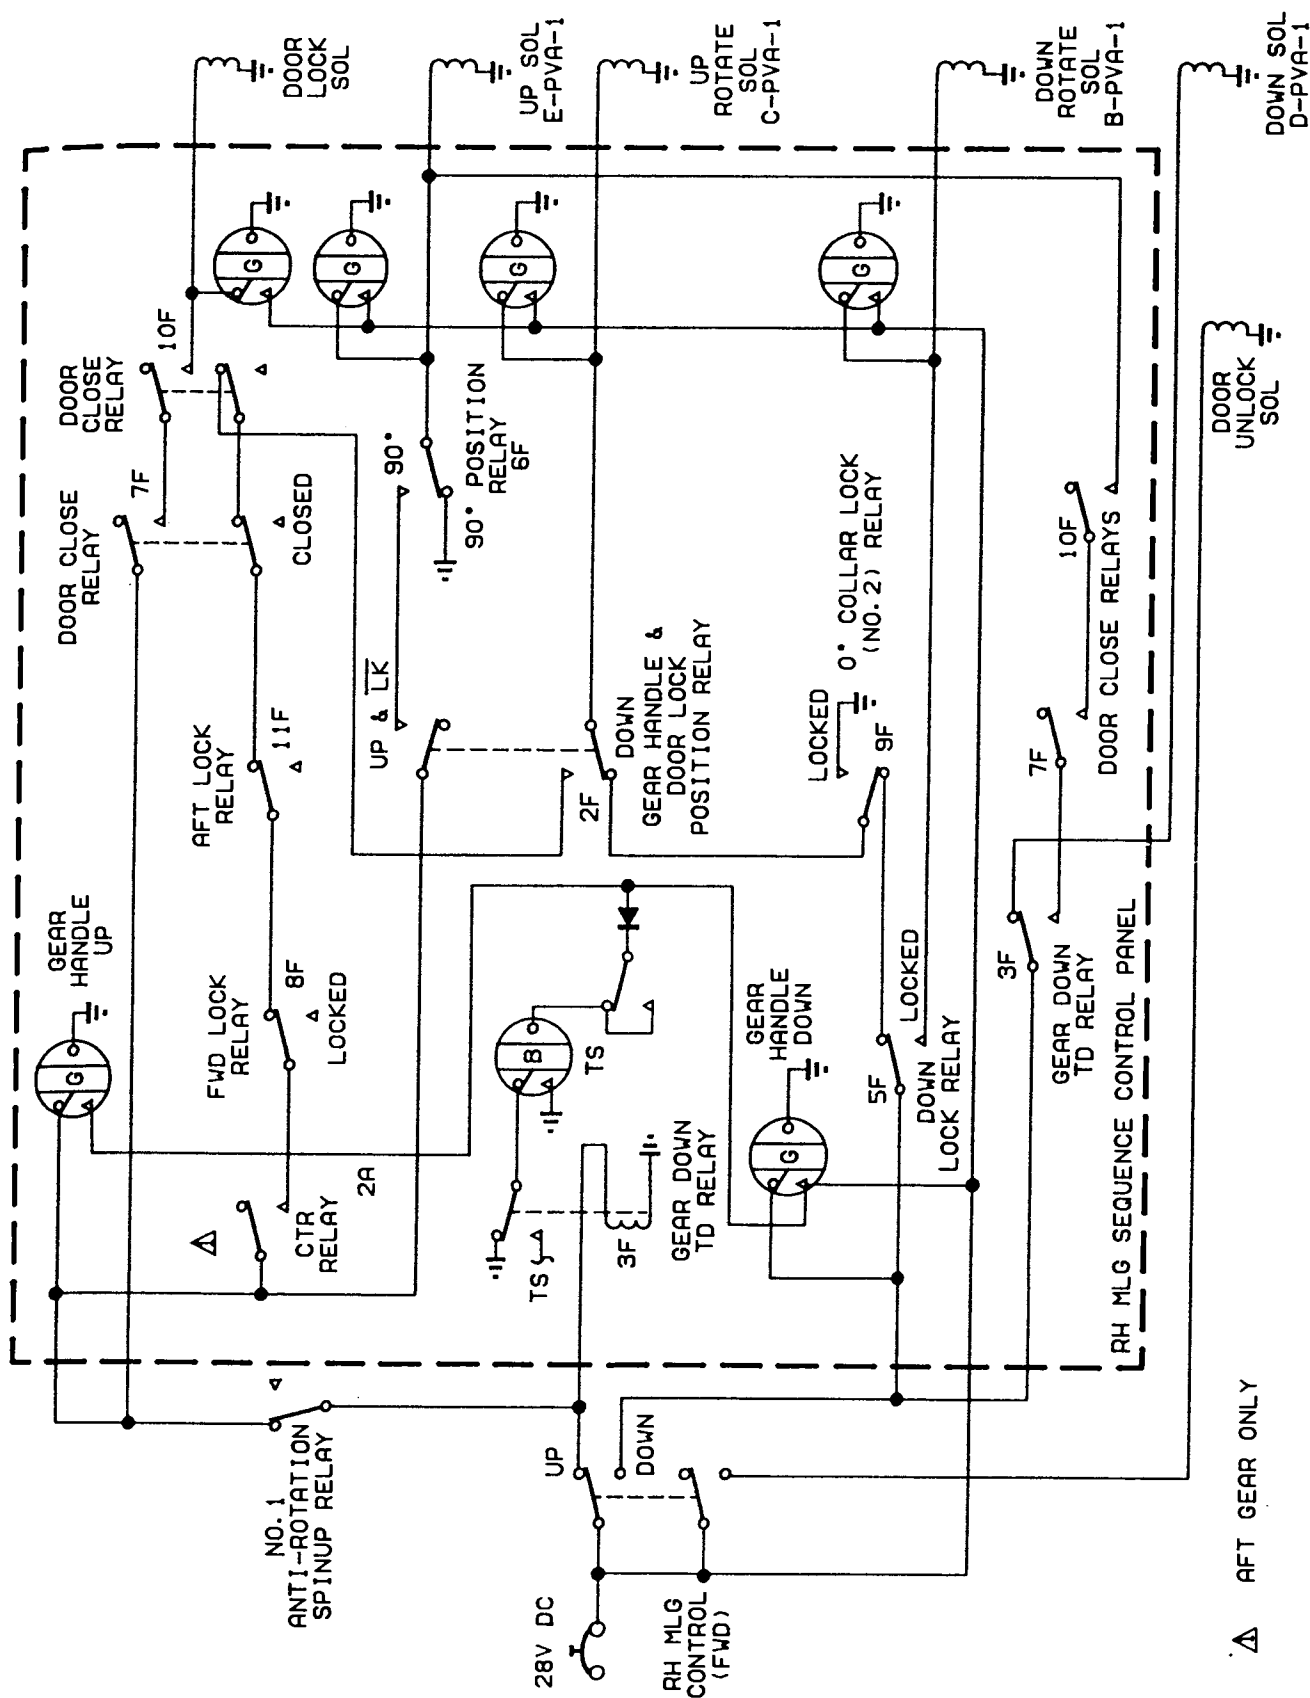 DOOR
LOCK
SOL
UP SOL
E-PVA-1
UP
ROTATE
SOL
C-PVA-1
DOWN
ROTATE
SOL
B-PVA-1
DOWN SOL
D-PVA-1
DOOR
UNLOCK
SOL
G
G
G
G
10F
DOOR
CLOSE
RELAY
7F
DOOR CLOSE
RELAY
CLOSED
90°
90° POSITION
RELAY
6F
AFT LOCK
RELAY
11F
UP & LK
DOWN
GEAR HANDLE &
DOOR LOCK
POSITION RELAY
2F
LOCKED
0° COLLAR LOCK
(NO.2) RELAY
9F
10F
7F
DOOR CLOSE RELAYS
GEAR
HANDLE
UP
G
FWD LOCK
RELAY
8F
LOCKED
B
TS
GEAR
HANDLE
DOWN
G
5F
LOCKED
DOWN
LOCK RELAY
3F
GEAR DOWN
TD RELAY
1
CTR
RELAY
2A
TS
3F
GEAR DOWN
TD RELAY
RH MLG SEQUENCE CONTROL PANEL
NO.1
ANTI-ROTATION
SPINUP RELAY
UP
DOWN
28V DC
RH MLG
CONTROL
(FWD)
1 AFT GEAR ONLY